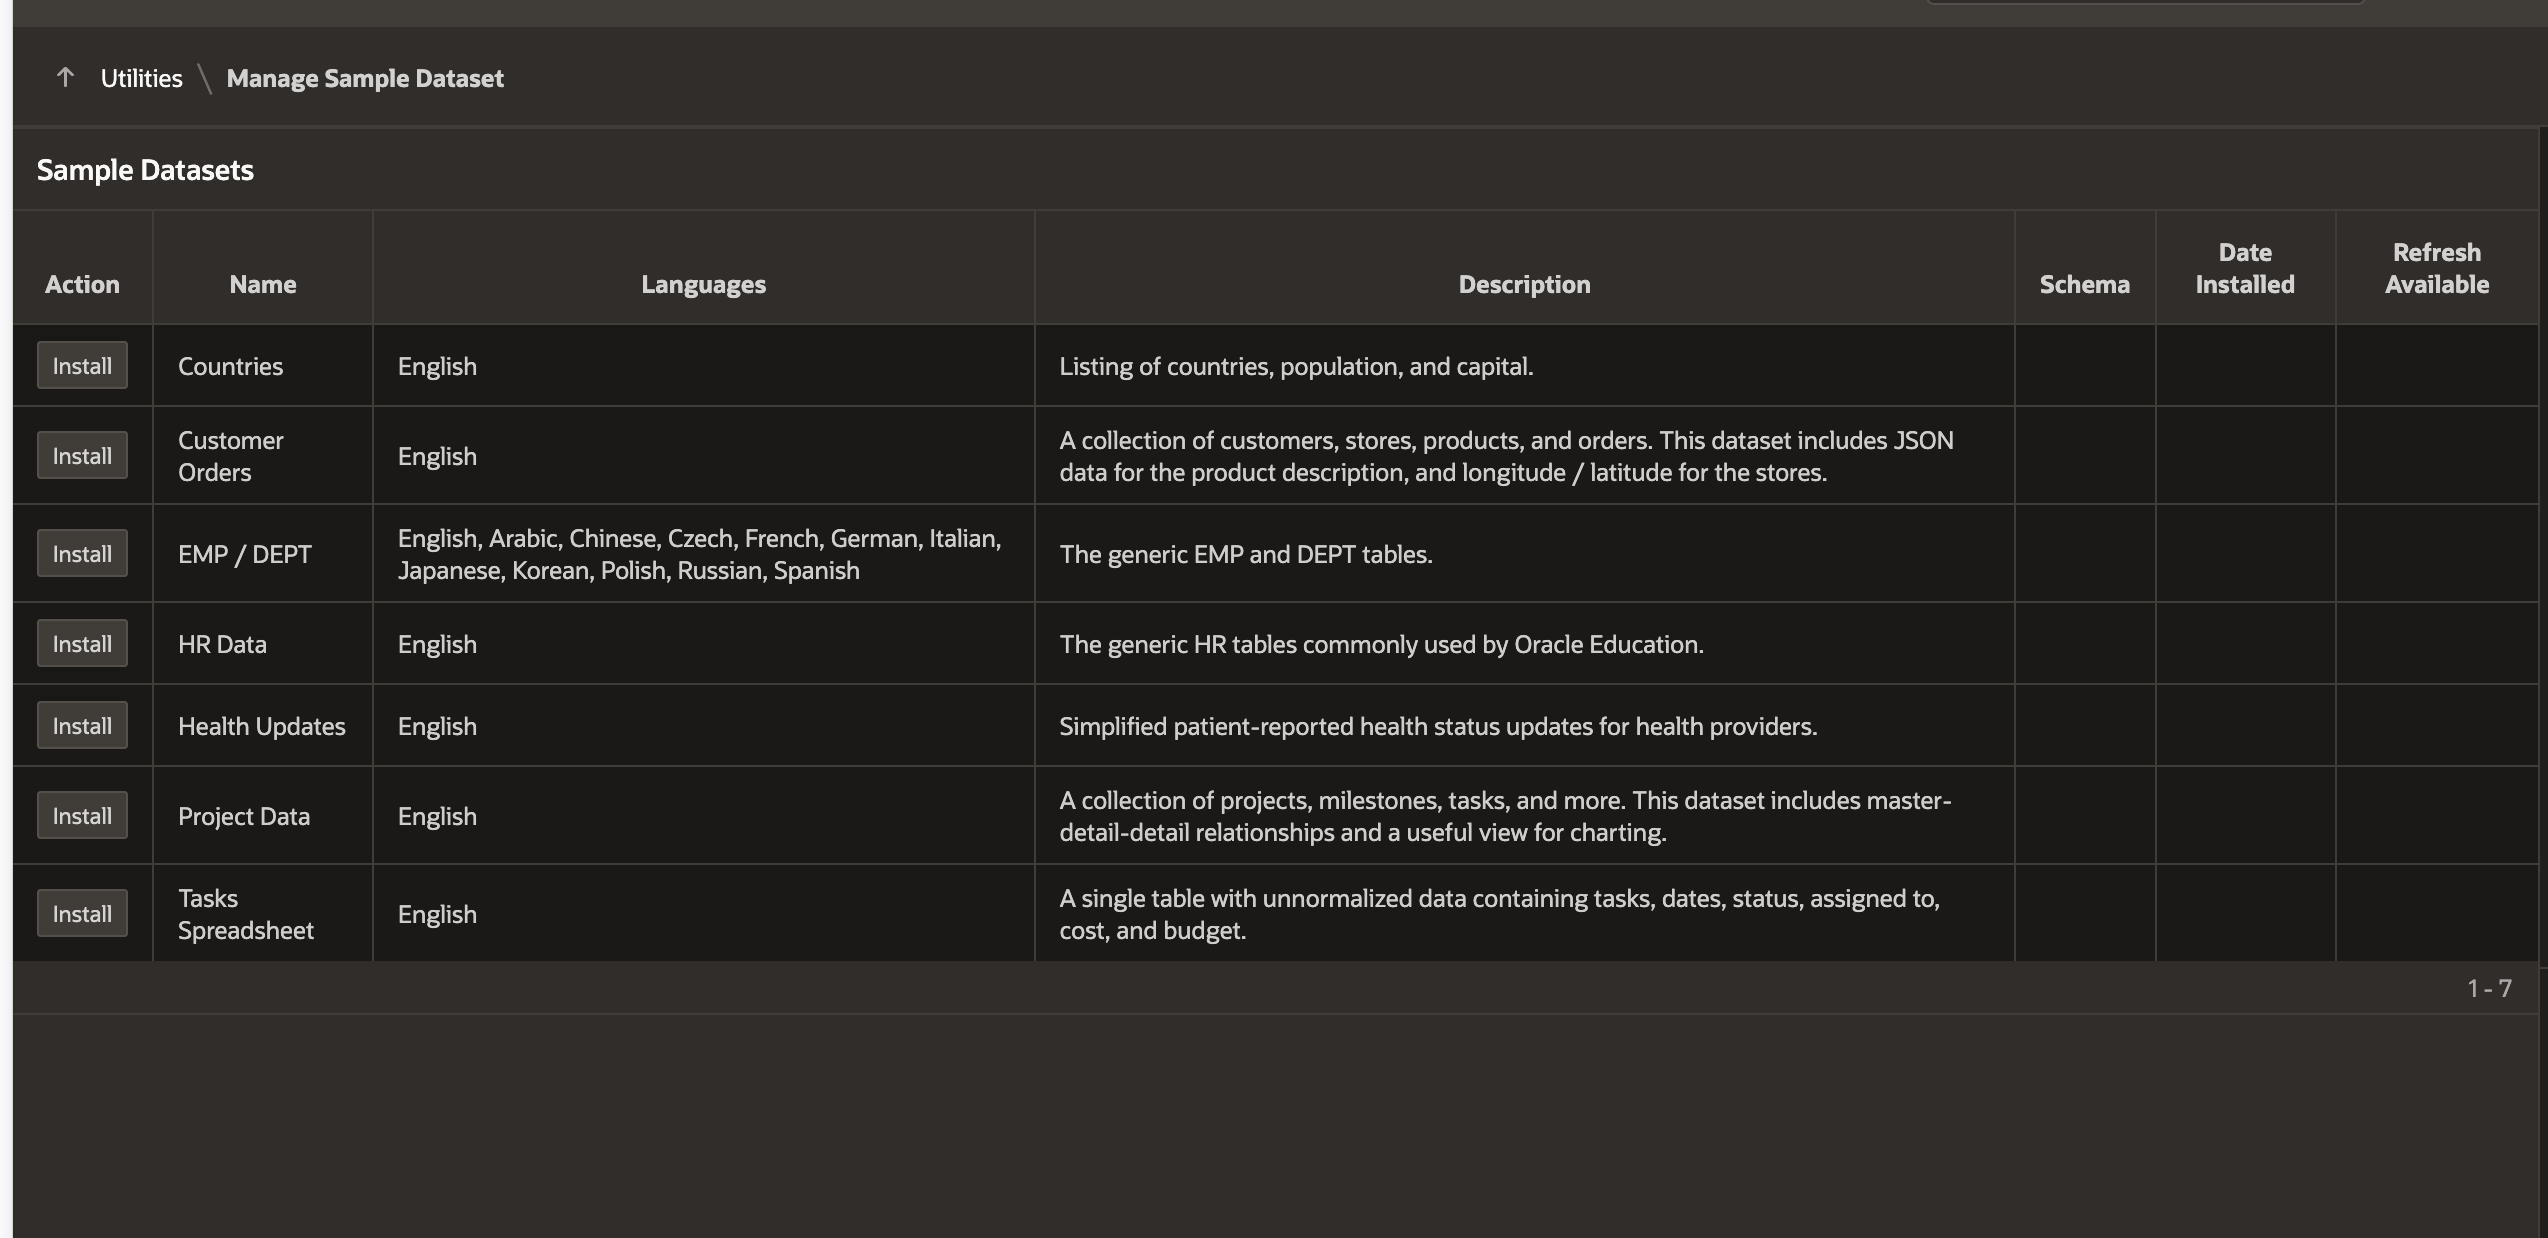 ↑ Utilities \ Manage Sample Dataset
Sample Datasets
Action Name Languages Description Schema Date Installed Refresh Available
Install Countries English Listing of countries, population, and capital.
Install Customer Orders English A collection of customers, stores, products, and orders. This dataset includes JSON
data for the product description, and longitude / latitude for the stores.
Install EMP / DEPT English, Arabic, Chinese, Czech, French, German, Italian,
Japanese, Korean, Polish, Russian, Spanish The generic EMP and DEPT tables.
Install HR Data English The generic HR tables commonly used by Oracle Education.
Install Health Updates English Simplified patient-reported health status updates for health providers.
Install Project Data English A collection of projects, milestones, tasks, and more. This dataset includes master-
detail-detail relationships and a useful view for charting.
Install Tasks Spreadsheet English A single table with unnormalized data containing tasks, dates, status, assigned to,
cost, and budget.
1 - 7